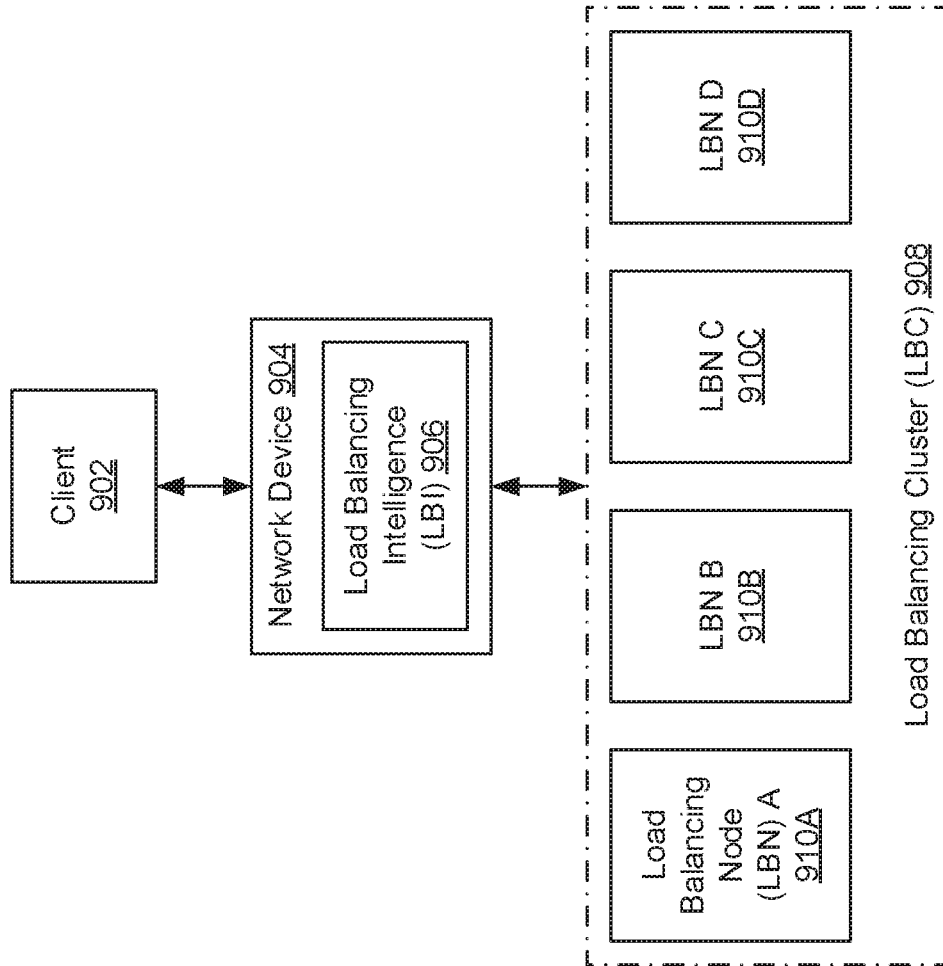 Client
902
Network Device 904
Load Balancing
Intelligence
(LBI) 906
Load
Balancing
Node
(LBN) A
910A
LBN B
910B
LBN C
910C
LBN D
910D
Load Balancing Cluster (LBC) 908